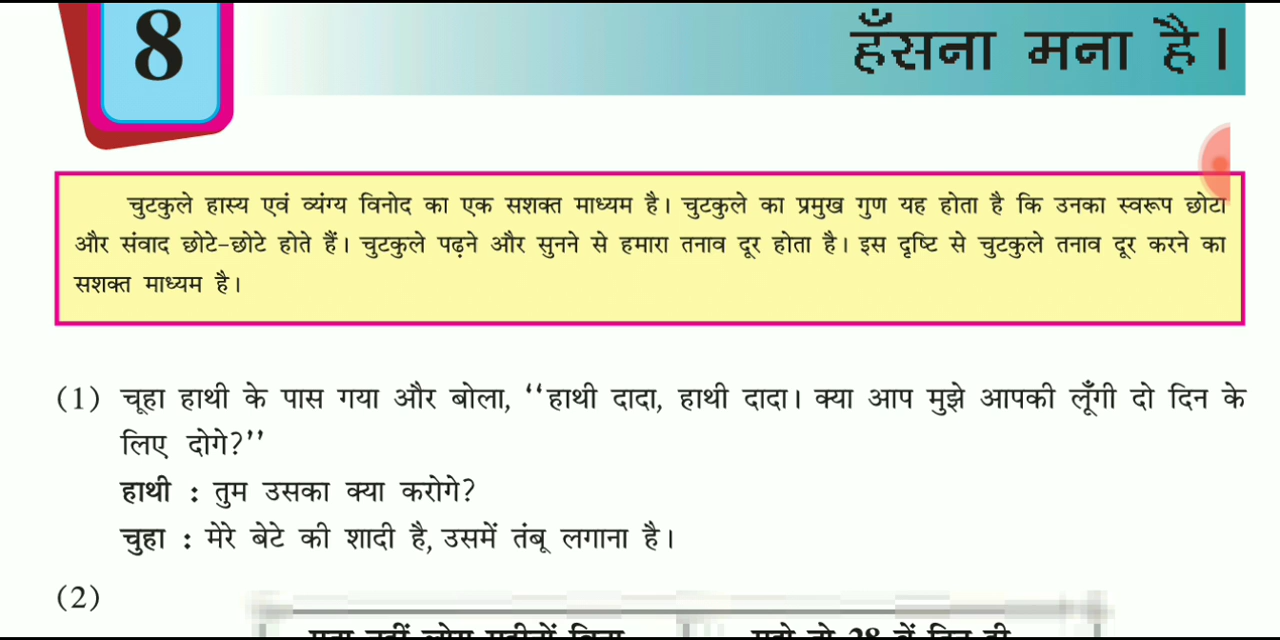 8
हँसना मना है।
चुटकुले हास्य एवं व्यंग्य विनोद का एक सशक्त माध्यम है। चुटकुले का प्रमुख गुण यह होता है कि उनका स्वरूप छोटा
और संवाद छोटे-छोटे होते हैं। चुटकुले पढ़ने और सुनने से हमारा तनाव दूर होता है। इस दृष्टि से चुटकुले तनाव दूर करने का
सशक्त माध्यम है।
(1) चूहा हाथी के पास गया और बोला, ‘‘हाथी दादा, हाथी दादा। क्या आप मुझे आपकी लूँगी दो दिन के
लिए दोगे?’’
हाथी : तुम उसका क्या करोगे?
चुहा : मेरे बेटे की शादी है, उसमें तंबू लगाना है।
(2)